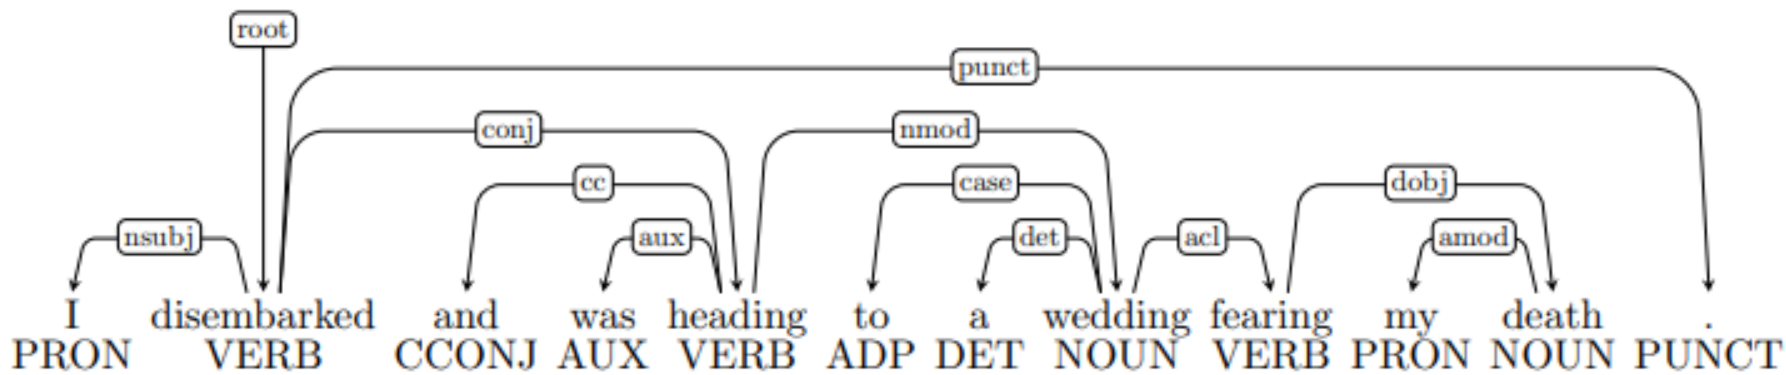 root
punct
conj nmod
cc case dobj
nsubj aux det acl amod
I disembarked and was heading to a wedding fearing my death .
PRON VERB CCONJ AUX VERB ADP DET NOUN VERB PRON NOUN PUNCT